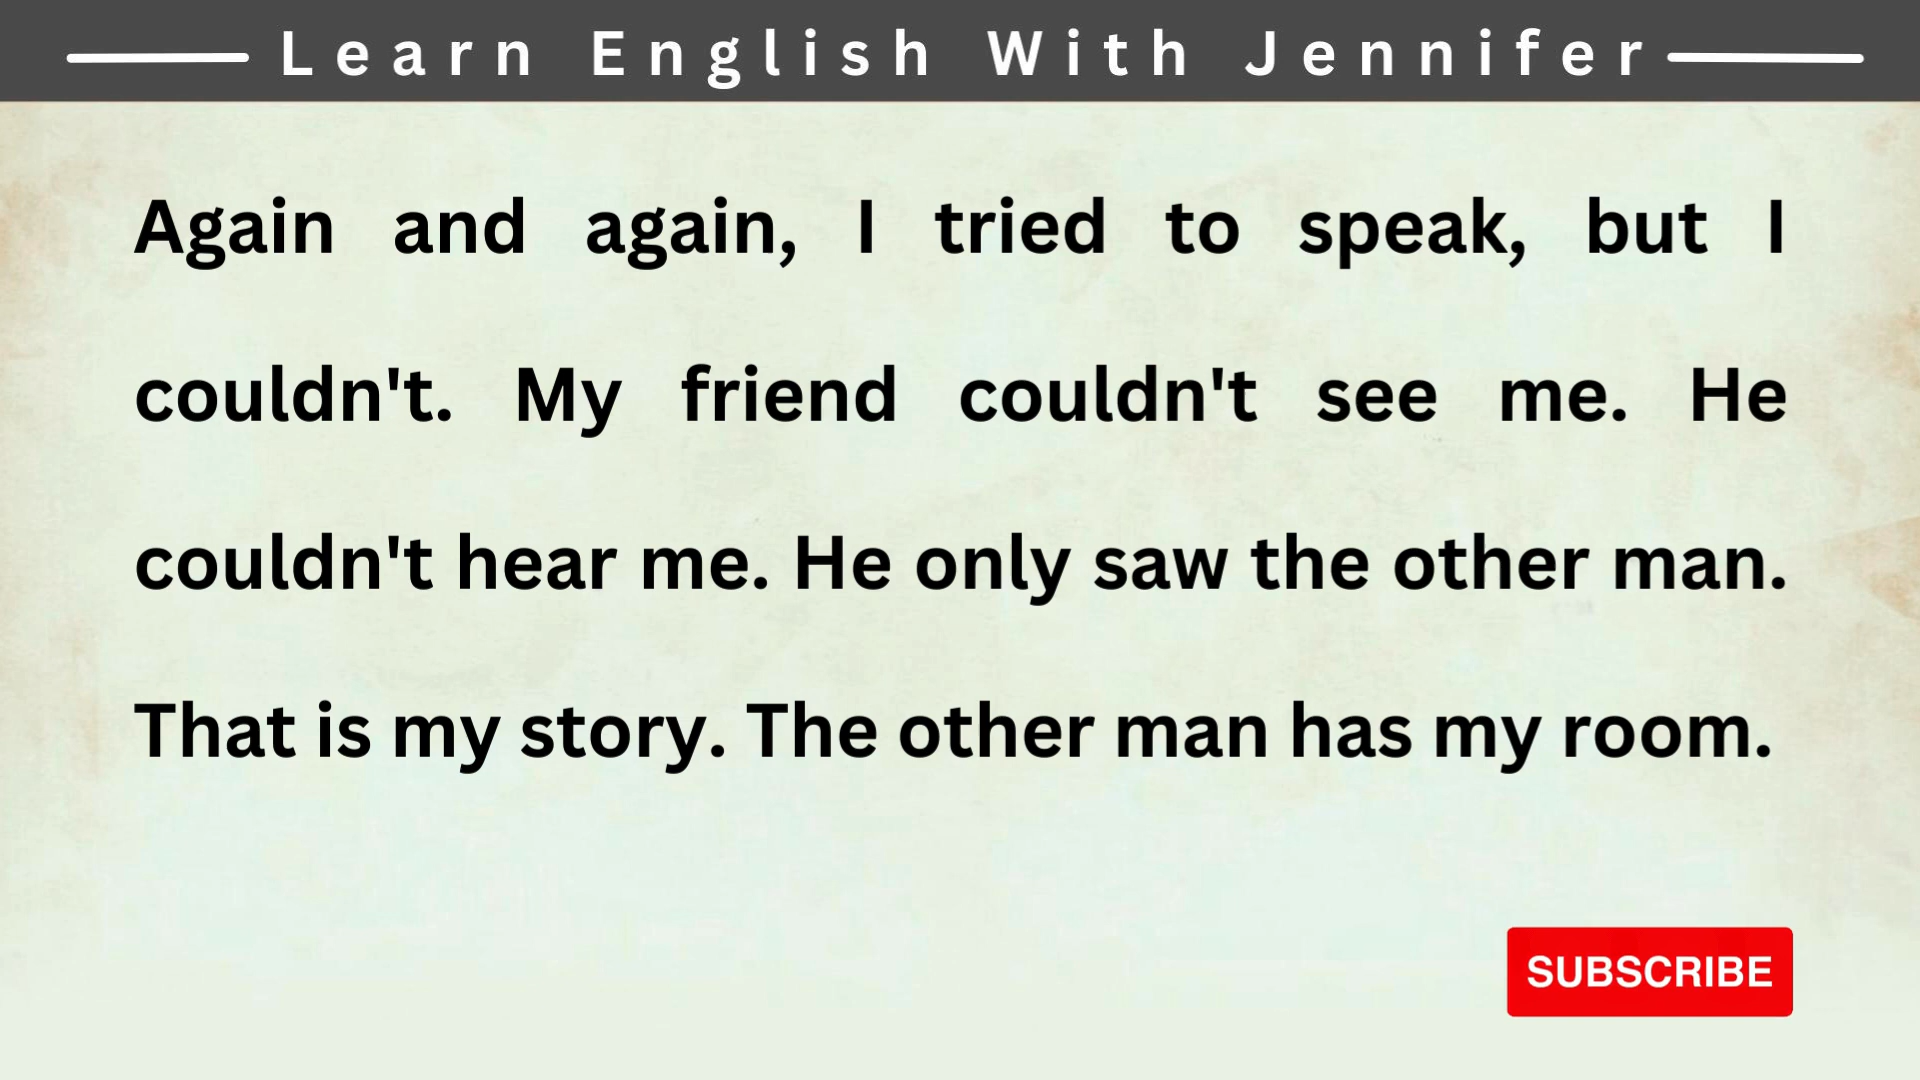 Learn English With Jennifer
Again and again, I tried to speak, but I
couldn't. My friend couldn't see me. He
couldn't hear me. He only saw the other man.
That is my story. The other man has my room.
SUBSCRIBE